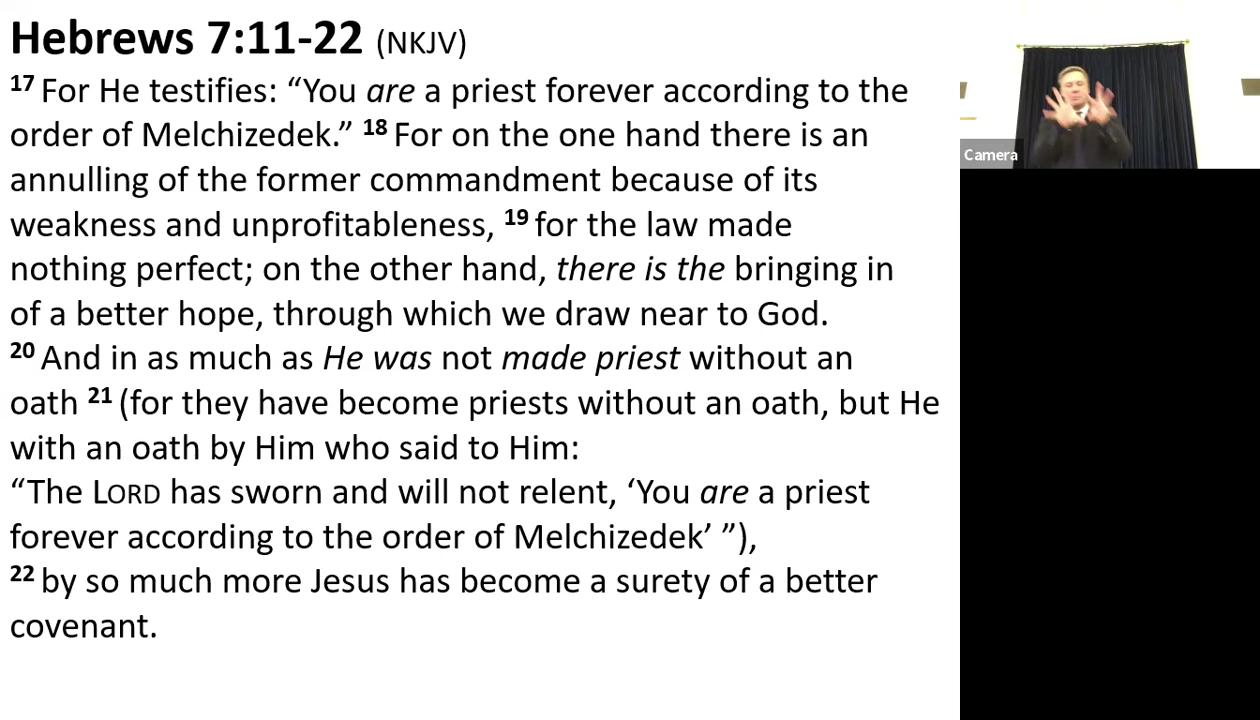 Hebrews 7:11-22 (NKJV)
17 For He testifies: “You are a priest forever according to the
order of Melchizedek.” 18 For on the one hand there is an
annulling of the former commandment because of its
weakness and unprofitableness, 19 for the law made
nothing perfect; on the other hand, there is the bringing in
of a better hope, through which we draw near to God.
20 And in as much as He was not made priest without an
oath 21 (for they have become priests without an oath, but He
with an oath by Him who said to Him:
“The LORD has sworn and will not relent, ‘You are a priest
forever according to the order of Melchizedek’ ”),
22 by so much more Jesus has become a surety of a better
covenant.
Camera